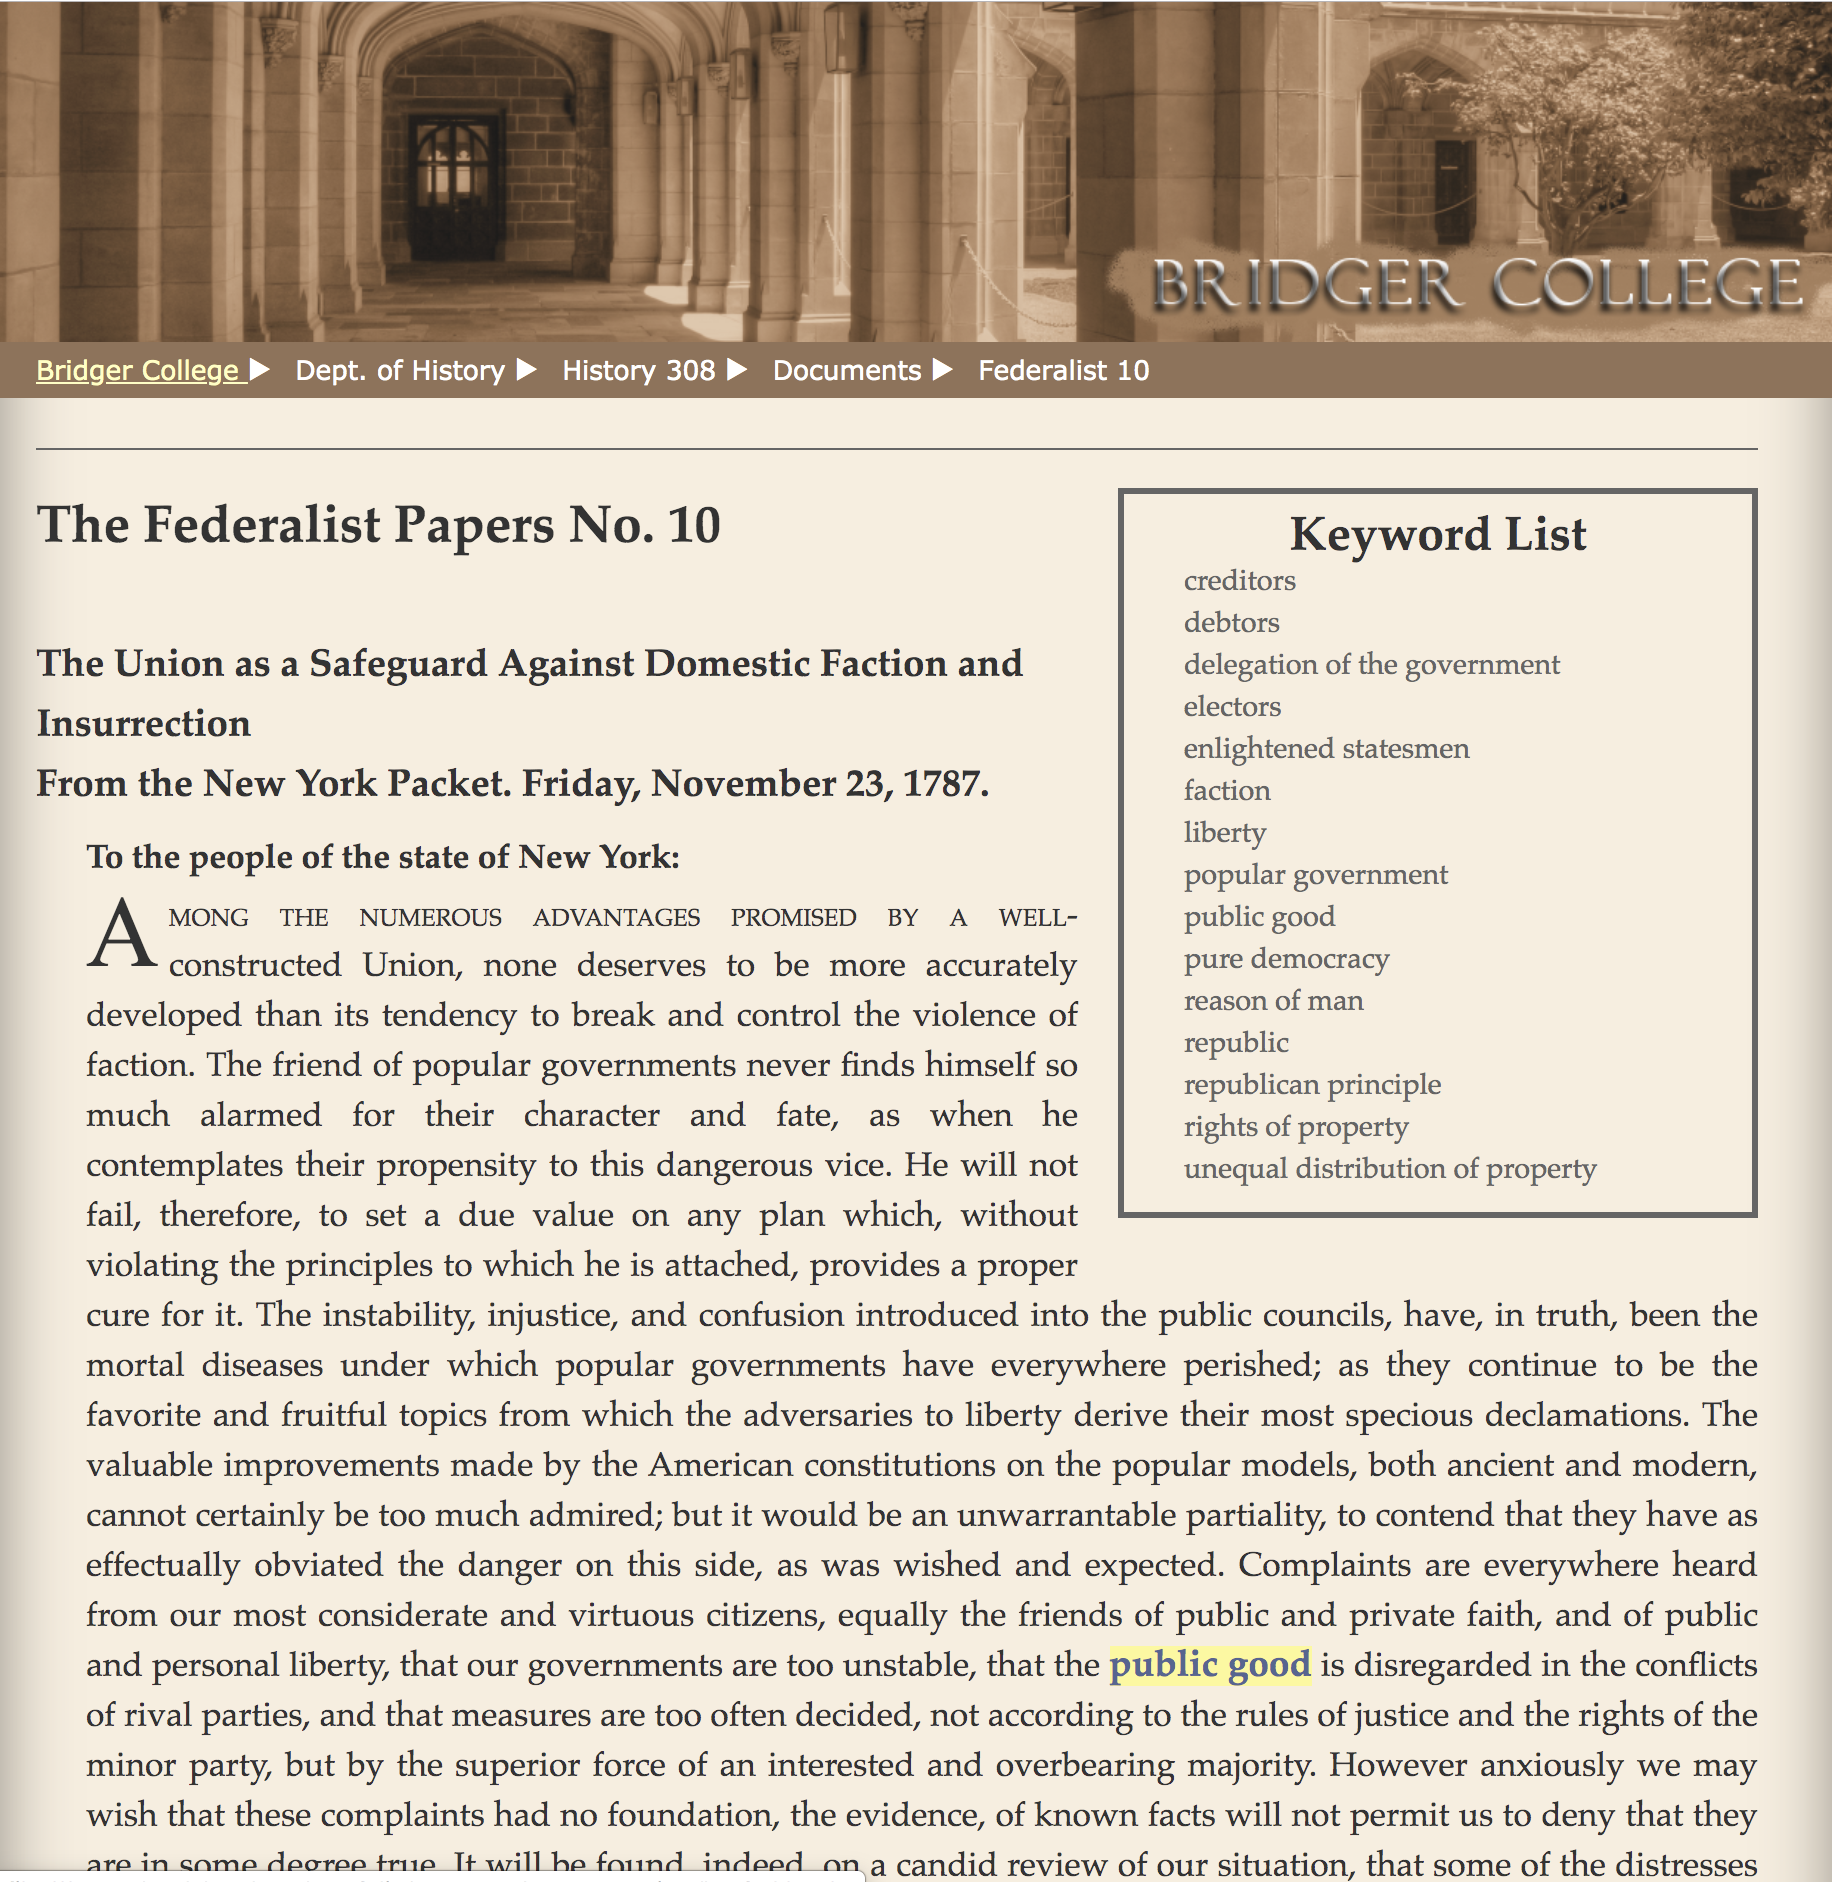 BRIDGER COLLEGE
Bridger College ▶ Dept. of History ▶ History 308 ▶ Documents ▶ Federalist 10
The Federalist Papers No. 10
The Union as a Safeguard Against Domestic Faction and
Insurrection
From the New York Packet. Friday, November 23, 1787.
To the people of the state of New York:
AMONG THE NUMEROUS ADVANTAGES PROMISED BY A WELL-
constructed Union, none deserves to be more accurately
developed than its tendency to break and control the violence of
faction. The friend of popular governments never finds himself so
much alarmed for their character and fate, as when he
contemplates their propensity to this dangerous vice. He will not
fail, therefore, to set a due value on any plan which, without
violating the principles to which he is attached, provides a proper
Keyword List
creditors
debtors
delegation of the government
electors
enlightened statesmen
faction
liberty
popular government
public good
pure democracy
reason of man
republic
republican principle
rights of property
unequal distribution of property
cure for it. The instability, injustice, and confusion introduced into the public councils, have, in truth, been the
mortal diseases under which popular governments have everywhere perished; as they continue to be the
favorite and fruitful topics from which the adversaries to liberty derive their most specious declamations. The
valuable improvements made by the American constitutions on the popular models, both ancient and modern,
cannot certainly be too much admired; but it would be an unwarrantable partiality, to contend that they have as
effectually obviated the danger on this side, as was wished and expected. Complaints are everywhere heard
from our most considerate and virtuous citizens, equally the friends of public and private faith, and of public
and personal liberty, that our governments are too unstable, that the public good is disregarded in the conflicts
of rival parties, and that measures are too often decided, not according to the rules of justice and the rights of the
minor party, but by the superior force of an interested and overbearing majority. However anxiously we may
wish that these complaints had no foundation, the evidence, of known facts will not permit us to deny that they
are in some degree true. It will be found, indeed, on a candid review of our situation, that some of the distresses